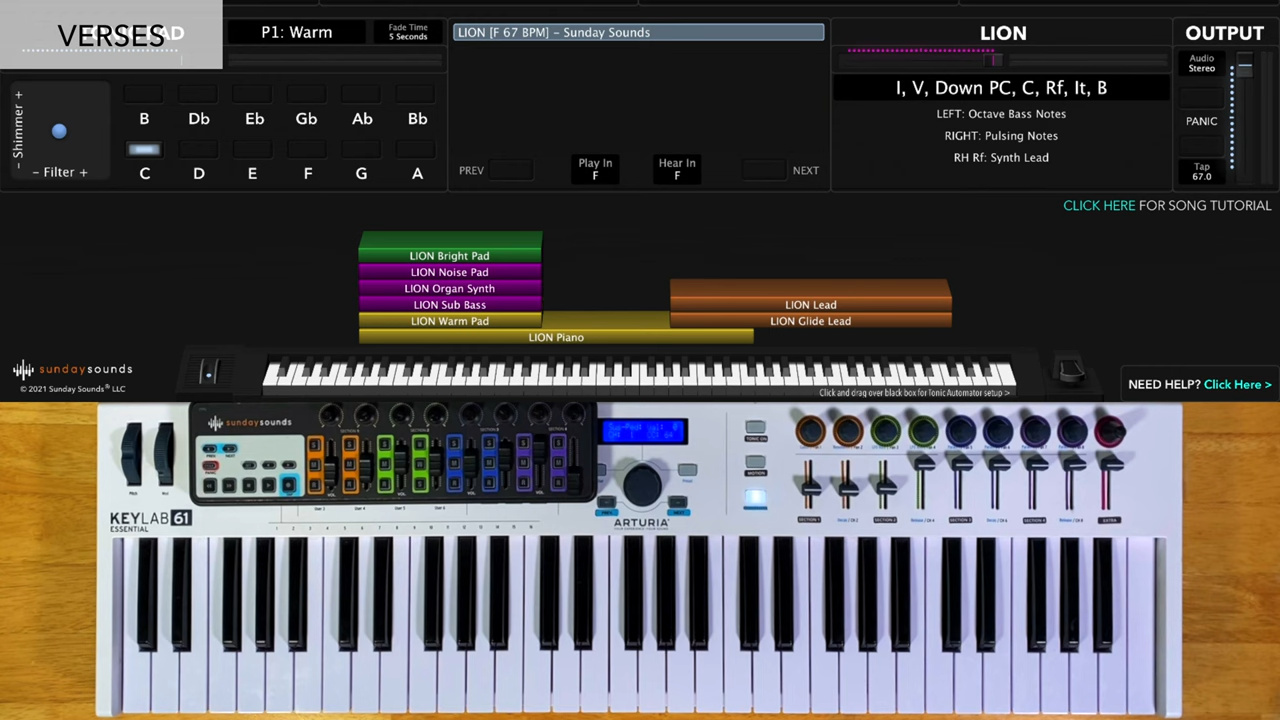 VERSES
P1: Warm
Fade Time
5 Seconds
LION [F 67 BPM] – Sunday Sounds
LION
OUTPUT
Audio
Stereo
I, V, Down PC, C, Rf, It, B
LEFT: Octave Bass Notes
RIGHT: Pulsing Notes
RH Rf: Synth Lead
– Shimmer +
– Filter +
B Db Eb Gb Ab Bb
C D E F G A
PREV
Play In
F
Hear In
F
NEXT
PANIC
Tap
67.0
CLICK HERE FOR SONG TUTORIAL
LION Bright Pad
LION Noise Pad
LION Organ Synth
LION Sub Bass
LION Warm Pad
LION Piano
LION Lead
LION Glide Lead
sundaysounds
© 2021 Sunday Sounds® LLC
Click and drag over black box for Tonic Automator setup >
NEED HELP? Click Here >
sundaysounds
KEYLAB 61
ESSENTIAL
ARTURIA